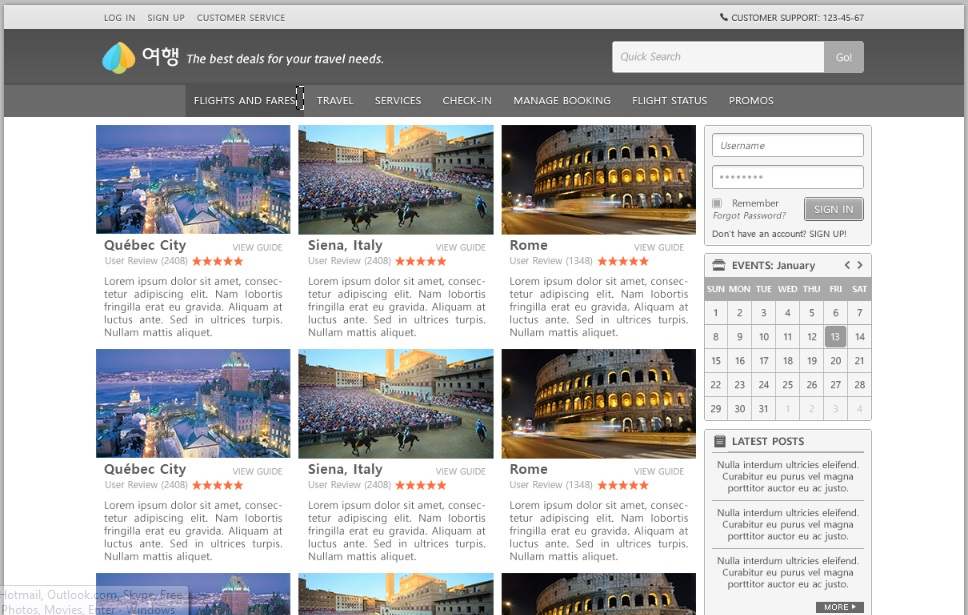 LOG IN SIGN UP CUSTOMER SERVICE
CUSTOMER SUPPORT: 123-45-67
여행 The best deals for your travel needs.
Quick Search Go!
FLIGHTS AND FARES TRAVEL SERVICES CHECK-IN MANAGE BOOKING FLIGHT STATUS PROMOS
Québec City VIEW GUIDE
User Review (2408)
Lorem ipsum dolor sit amet, consec-
tetur adipiscing elit. Nam lobortis
fringilla erat eu gravida. Aliquam at
luctus ante. Sed in ultrices turpis.
Nullam mattis aliquet.
Siena, Italy VIEW GUIDE
User Review (2408)
Lorem ipsum dolor sit amet, consec-
tetur adipiscing elit. Nam lobortis
fringilla erat eu gravida. Aliquam at
luctus ante. Sed in ultrices turpis.
Nullam mattis aliquet.
Rome VIEW GUIDE
User Review (1348)
Lorem ipsum dolor sit amet, consec-
tetur adipiscing elit. Nam lobortis
fringilla erat eu gravida. Aliquam at
luctus ante. Sed in ultrices turpis.
Nullam mattis aliquet.
Québec City VIEW GUIDE
User Review (2408)
Lorem ipsum dolor sit amet, consec-
tetur adipiscing elit. Nam lobortis
fringilla erat eu gravida. Aliquam at
luctus ante. Sed in ultrices turpis.
Nullam mattis aliquet.
Siena, Italy VIEW GUIDE
User Review (2408)
Lorem ipsum dolor sit amet, consec-
tetur adipiscing elit. Nam lobortis
fringilla erat eu gravida. Aliquam at
luctus ante. Sed in ultrices turpis.
Nullam mattis aliquet.
Rome VIEW GUIDE
User Review (1348)
Lorem ipsum dolor sit amet, consec-
tetur adipiscing elit. Nam lobortis
fringilla erat eu gravida. Aliquam at
luctus ante. Sed in ultrices turpis.
Nullam mattis aliquet.
Username
Remember
Forgot Password?
SIGN IN
Don't have an account? SIGN UP!
EVENTS: January
SUN MON TUE WED THU FRI SAT
1 2 3 4 5 6 7
8 9 10 11 12 13 14
15 16 17 18 19 20 21
22 23 24 25 26 27 28
29 30 31 1 2 3 4
LATEST POSTS
Nulla interdum ultricies eleifend.
Curabitur eu purus vel magna
porttitor auctor eu ac justo.
Nulla interdum ultricies eleifend.
Curabitur eu purus vel magna
porttitor auctor eu ac justo.
Nulla interdum ultricies eleifend.
Curabitur eu purus vel magna
porttitor auctor eu ac justo.
MORE
Hotmail, Outlook.com, Skype, Free
Photos, Movies, Enter - Windows